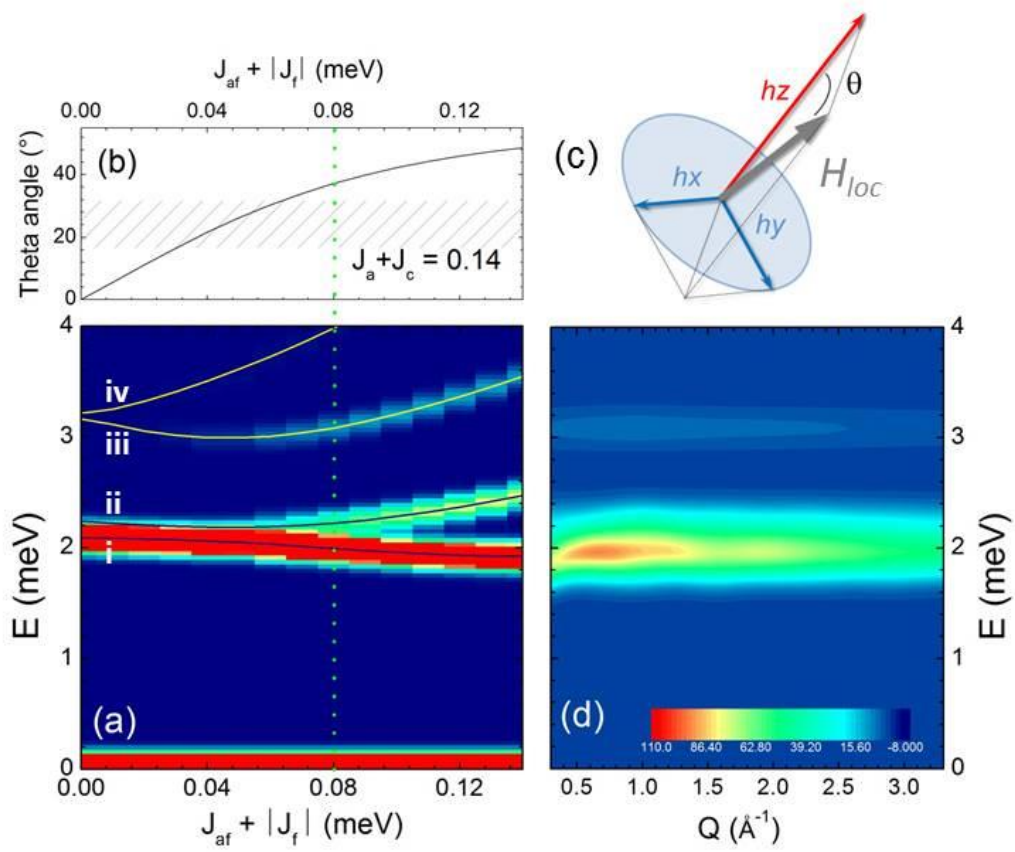 J_af + |J_f| (meV)
0.00 0.04 0.08 0.12
Theta angle (°)
40
20
0
(b)
J_a+J_c = 0.14
(c)
hz
θ
hx
H_loc
hy
E (meV)
4
3
2
1
0
iv
iii
ii
i
(a)
0.00 0.04 0.08 0.12
J_af + |J_f| (meV)
4
3
2
1
0
E (meV)
(d)
110.0 86.40 62.80 39.20 15.60 -8.000
0.5 1.0 1.5 2.0 2.5 3.0
Q (Å⁻¹)